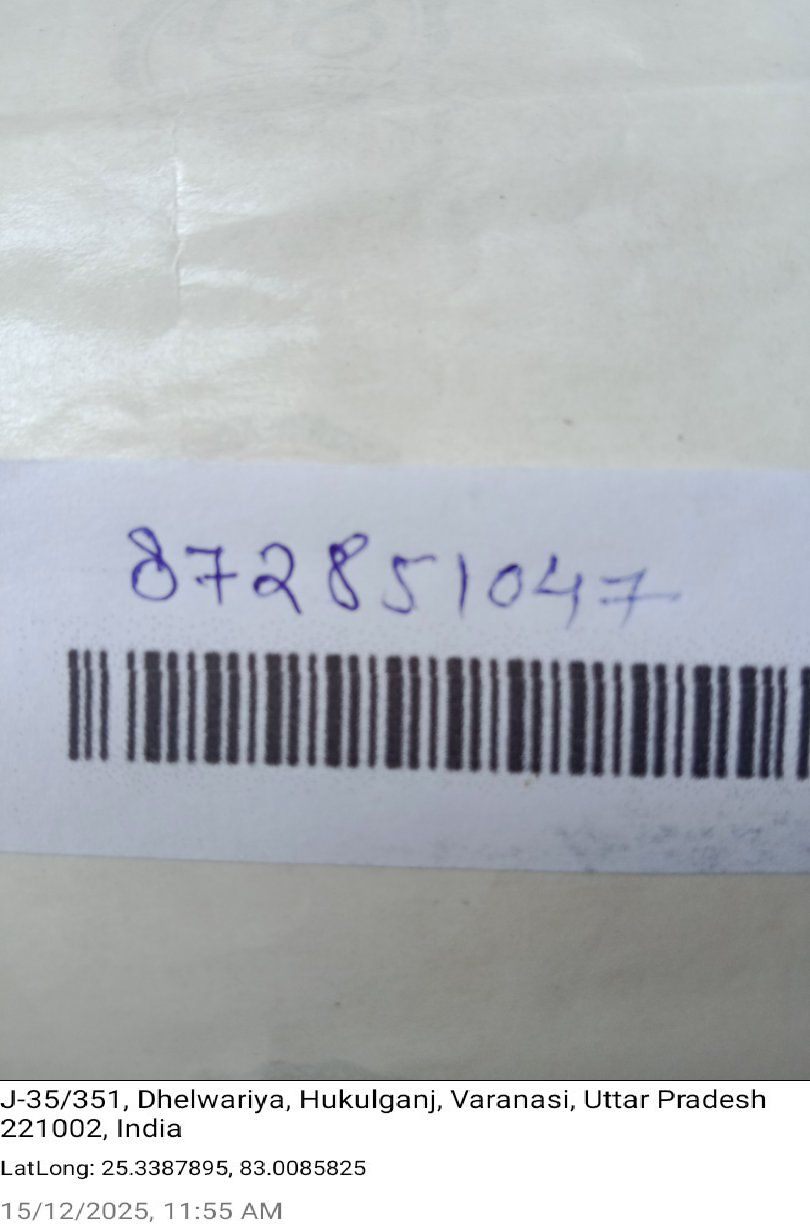 872851047
J-35/351, Dhelwariya, Hukulganj, Varanasi, Uttar Pradesh
221002, India
LatLong: 25.3387895, 83.0085825
15/12/2025, 11:55 AM